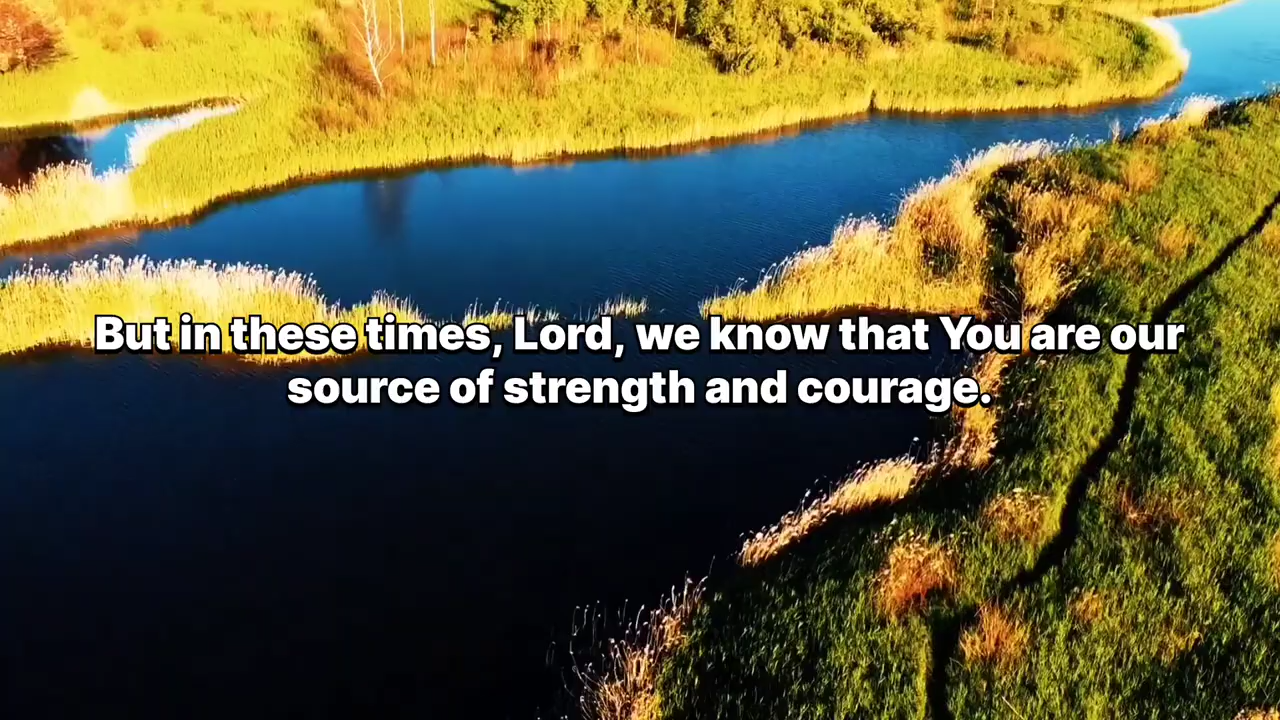 But in these times, Lord, we know that You are our
source of strength and courage.